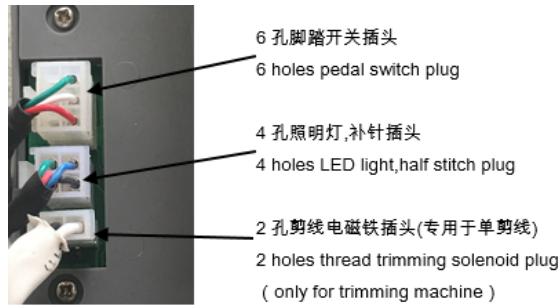 6 孔脚踏开关插头
6 holes pedal switch plug
4 孔照明灯,补针插头
4 holes LED light,half stitch plug
2 孔剪线电磁铁插头(专用于单剪线)
2 holes thread trimming solenoid plug
( only for trimming machine )